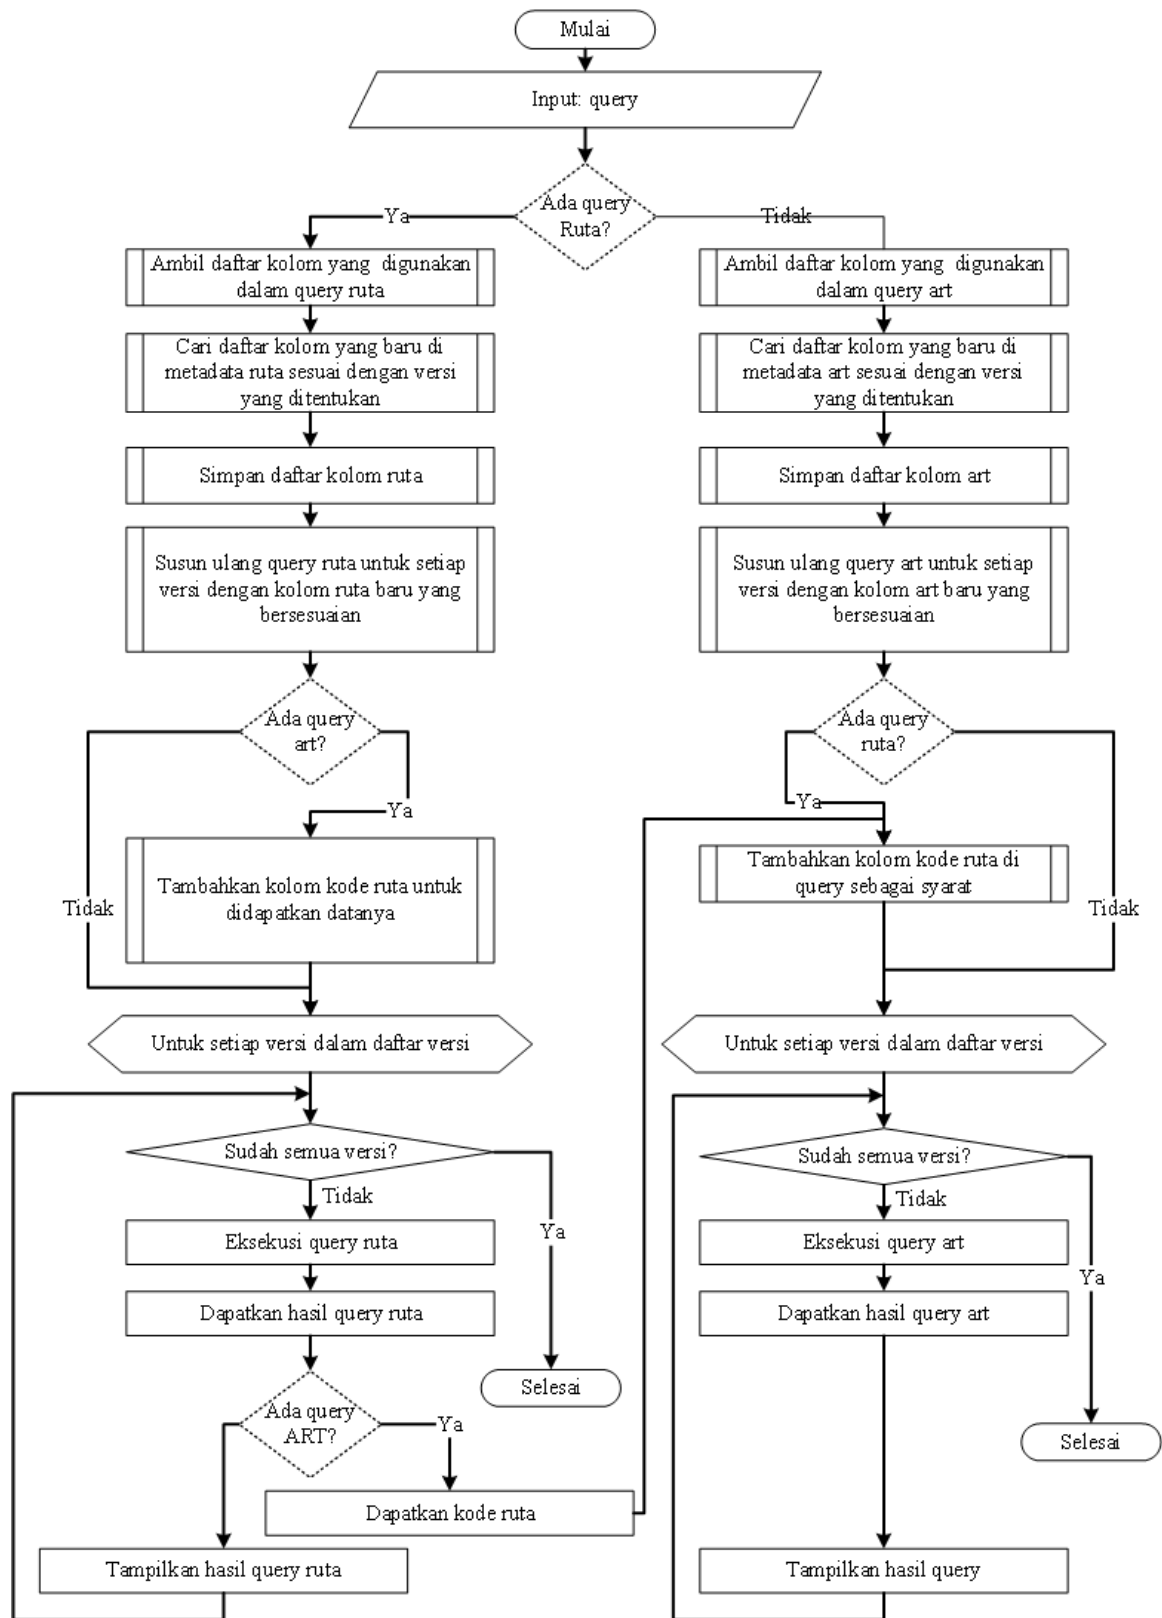 Mulai
Input: query
Ada query
Ruta?
Ya
Tidak
Ambil daftar kolom yang digunakan
dalam query ruta
Cari daftar kolom yang baru di
metadata ruta sesuai dengan versi
yang ditentukan
Simpan daftar kolom ruta
Susun ulang query ruta untuk setiap
versi dengan kolom ruta baru yang
bersesuaian
Ada query
art?
Ya
Tidak
Tambahkan kolom kode ruta untuk
didapatkan datanya
Untuk setiap versi dalam daftar versi
Sudah semua versi?
Tidak
Ya
Eksekusi query ruta
Dapatkan hasil query ruta
Selesai
Ada query
ART?
Ya
Dapatkan kode ruta
Tampilkan hasil query ruta
Ambil daftar kolom yang digunakan
dalam query art
Cari daftar kolom yang baru di
metadata art sesuai dengan versi
yang ditentukan
Simpan daftar kolom art
Susun ulang query art untuk setiap
versi dengan kolom art baru yang
bersesuaian
Ada query
ruta?
Ya
Tidak
Tambahkan kolom kode ruta di
query sebagai syarat
Untuk setiap versi dalam daftar versi
Sudah semua versi?
Tidak
Ya
Eksekusi query art
Dapatkan hasil query art
Selesai
Tampilkan hasil query